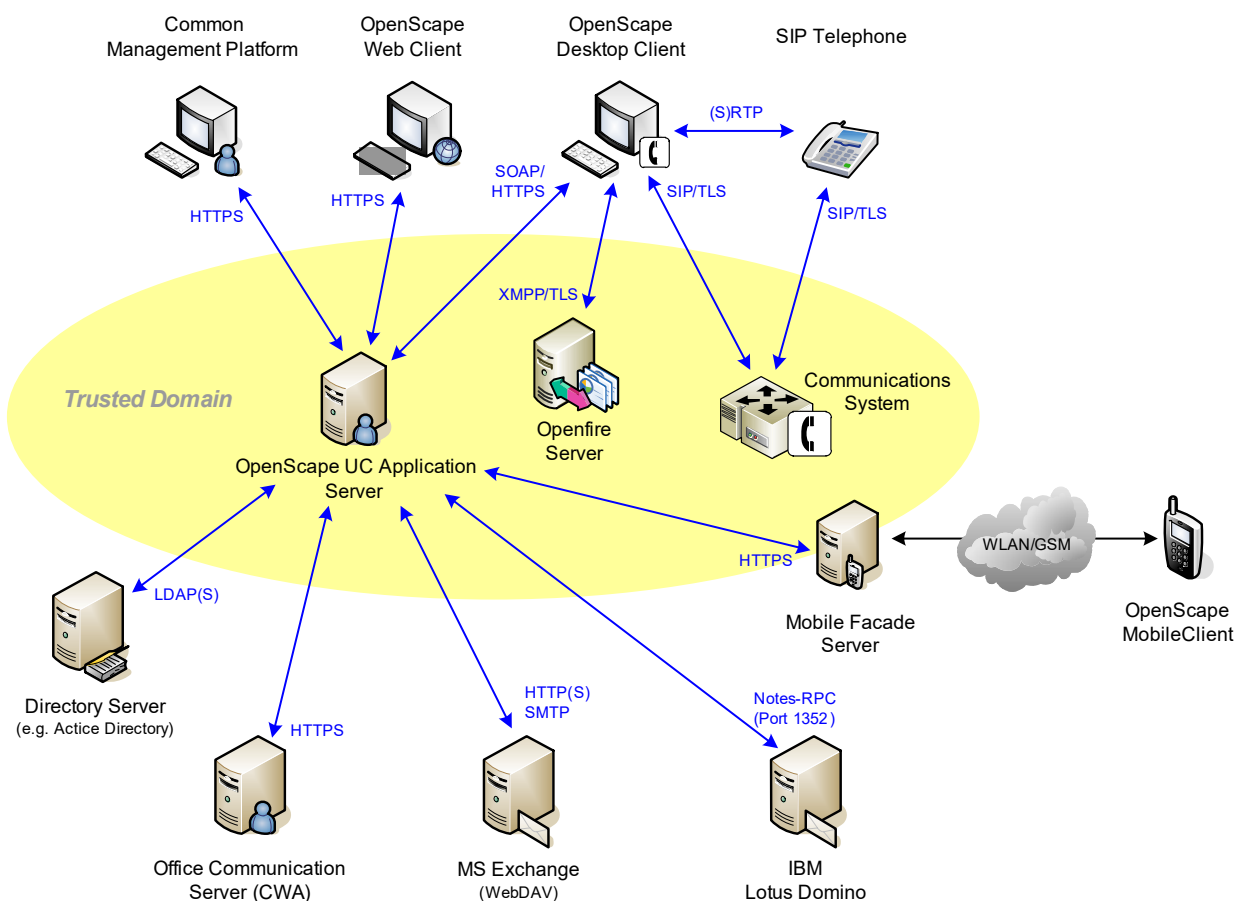 Common
Management Platform
OpenScape
Web Client
OpenScape
Desktop Client
SIP Telephone
(S)RTP
HTTPS
HTTPS
SOAP/
HTTPS
SIP/TLS
SIP/TLS
XMPP/TLS
Trusted Domain
Openfire
Server
Communications
System
OpenScape UC Application
Server
HTTPS
WLAN/GSM
LDAP(S)
Mobile Facade
Server
OpenScape
MobileClient
Directory Server
(e.g. Actice Directory)
HTTPS
HTTP(S)
SMTP
Notes-RPC
(Port 1352)
Office Communication
Server (CWA)
MS Exchange
(WebDAV)
IBM
Lotus Domino